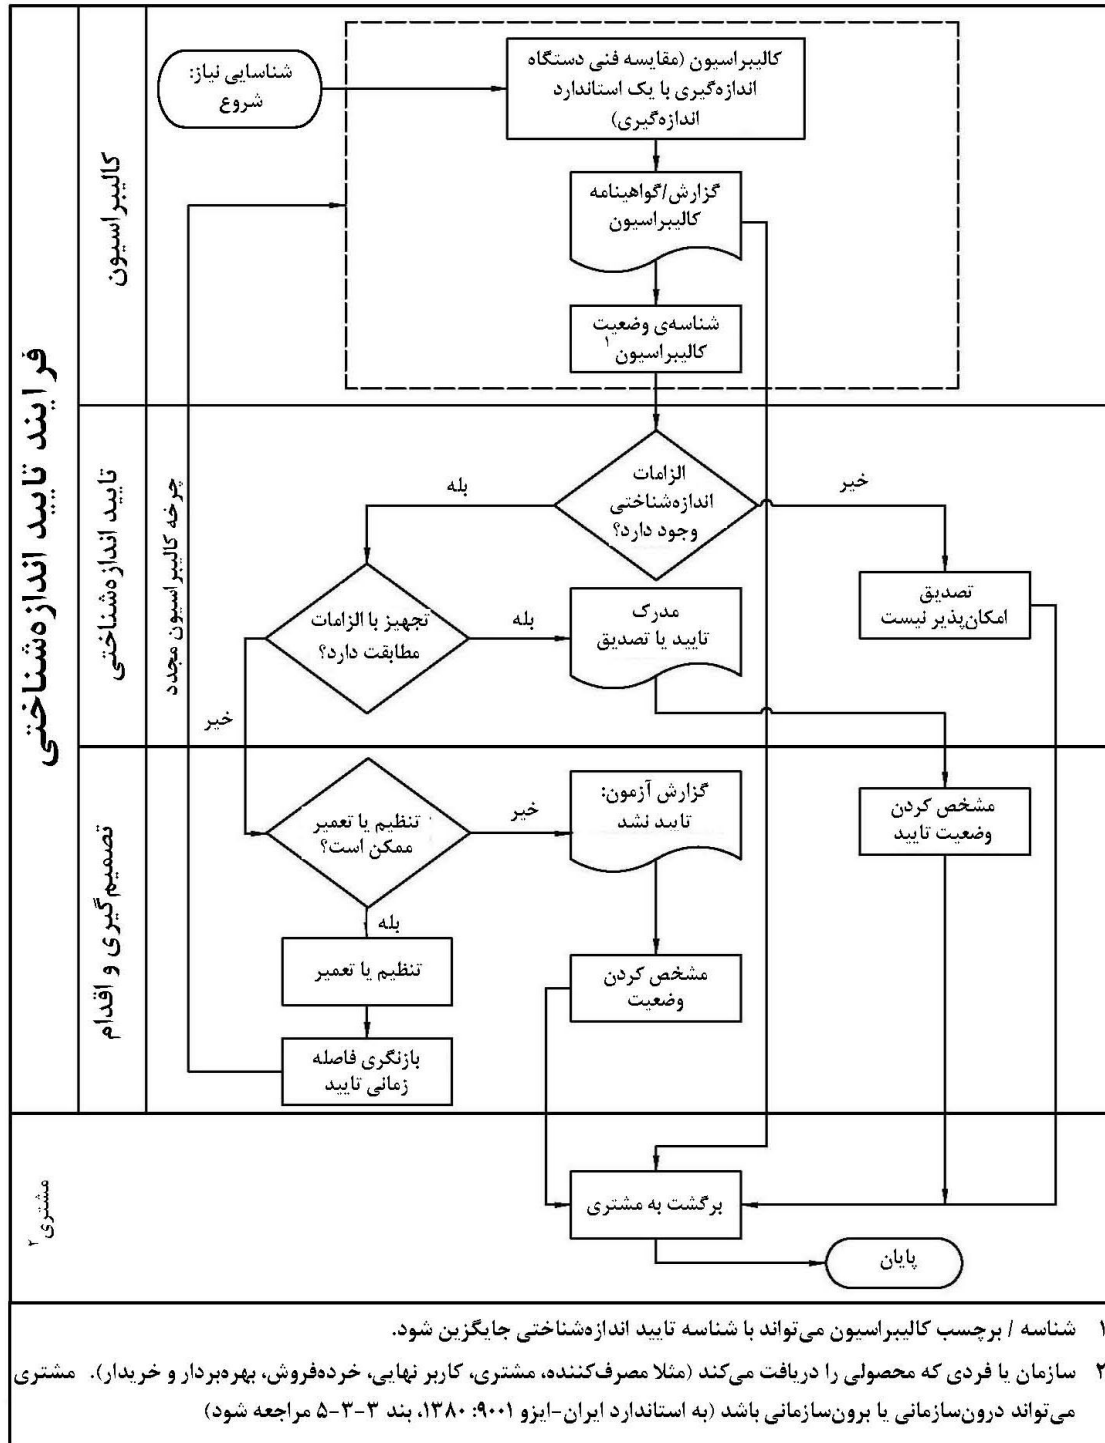 فرایند تایید اندازه‌شناختی
کالیبراسیون
شناسایی نیاز:
شروع
کالیبراسیون (مقایسه فنی دستگاه
اندازه‌گیری با یک استاندارد
اندازه‌گیری)
گزارش/گواهینامه
کالیبراسیون
شناسه‌ی وضعیت
کالیبراسیون ۱
تایید اندازه‌شناختی
چرخه کالیبراسیون مجدد
الزامات
اندازه‌شناختی
وجود دارد؟
بله
خیر
تجهیز با الزامات
مطابقت دارد؟
بله
خیر
مدرک
تایید یا تصدیق
تصدیق
امکان‌پذیر نیست
تصمیم‌گیری و اقدام
تنظیم یا تعمیر
ممکن است؟
خیر
بله
گزارش آزمون:
تایید نشد
مشخص کردن
وضعیت تایید
تنظیم یا تعمیر
مشخص کردن
وضعیت
بازنگری فاصله
زمانی تایید
مشتری ۲
برگشت به مشتری
پایان
۱ شناسه / برچسب کالیبراسیون می‌تواند با شناسه تایید اندازه‌شناختی جایگزین شود.
۲ سازمان یا فردی که محصولی را دریافت می‌کند (مثلا مصرف‌کننده، مشتری، کاربر نهایی، خرده‌فروش، بهره‌بردار و خریدار). مشتری
می‌تواند درون‌سازمانی یا برون‌سازمانی باشد (به استاندارد ایران-ایزو ۹۰۰۱: ۱۳۸۰، بند ۳-۳-۵ مراجعه شود)